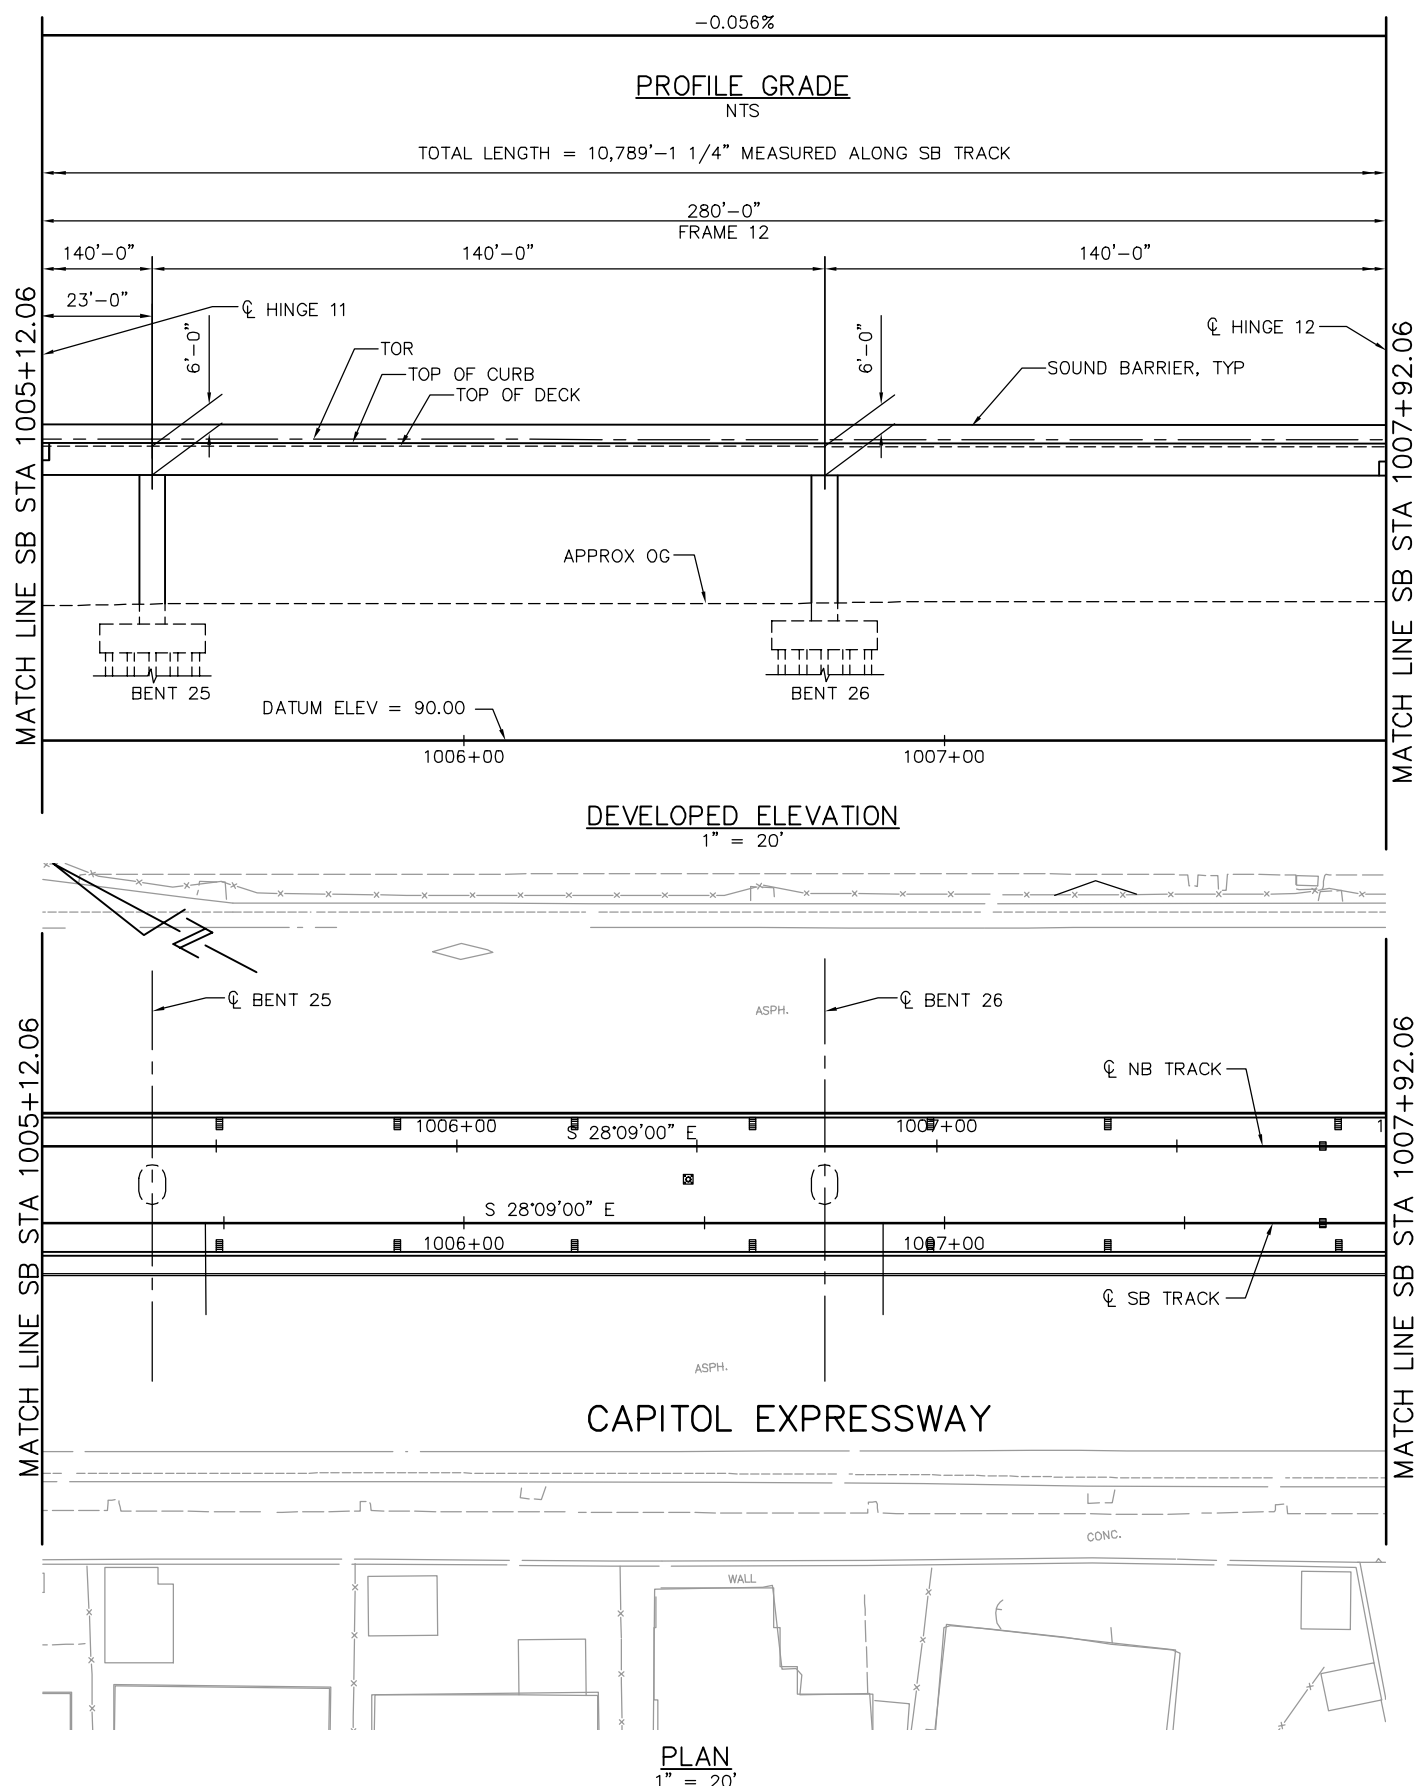 -0.056%
PROFILE GRADE
NTS
TOTAL LENGTH = 10,789'-1 1/4" MEASURED ALONG SB TRACK
280'-0"
FRAME 12
140'-0"
140'-0"
140'-0"
23'-0"
℄ HINGE 11
℄ HINGE 12
6'-0"
6'-0"
TOR
TOP OF CURB
TOP OF DECK
SOUND BARRIER, TYP
MATCH LINE SB STA 1005+12.06
MATCH LINE SB STA 1007+92.06
APPROX OG
BENT 25
BENT 26
DATUM ELEV = 90.00
1006+00
1007+00
DEVELOPED ELEVATION
1" = 20'
℄ BENT 25
℄ BENT 26
ASPH.
MATCH LINE SB STA 1005+12.06
MATCH LINE SB STA 1007+92.06
℄ NB TRACK
1006+00
1007+00
1
S 28°09'00" E
S 28°09'00" E
1006+00
1007+00
℄ SB TRACK
ASPH.
CAPITOL EXPRESSWAY
CONC.
WALL
PLAN
1" = 20'